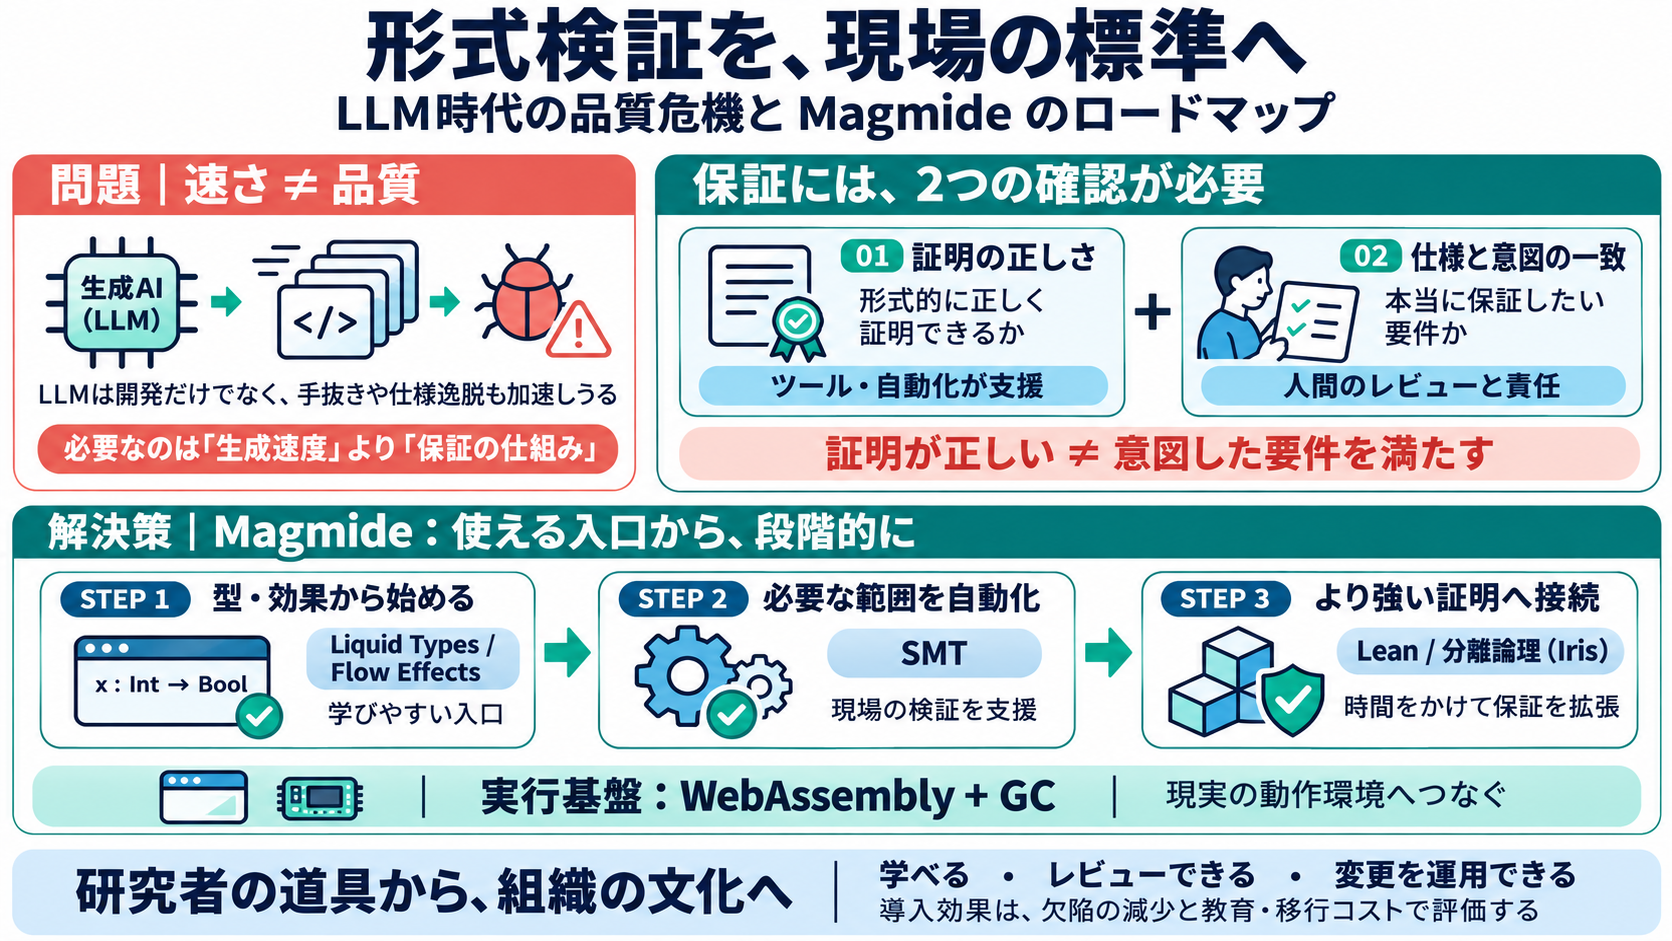 形式検証を、現場の標準へ
LLM時代の品質危機と Magmide のロードマップ
問題｜速さ ≠ 品質
生成AI
（LLM）
</>
LLMは開発だけでなく、手抜きや仕様逸脱も加速しうる
必要なのは「生成速度」より「保証の仕組み」
保証には、2つの確認が必要
01 証明の正しさ
形式的に正しく
証明できるか
ツール・自動化が支援
+
02 仕様と意図の一致
本当に保証したい
要件か
人間のレビューと責任
証明が正しい ≠ 意図した要件を満たす
解決策｜Magmide：使える入口から、段階的に
STEP 1 型・効果から始める
x : Int → Bool
Liquid Types /
Flow Effects
学びやすい入口
STEP 2 必要な範囲を自動化
SMT
現場の検証を支援
STEP 3 より強い証明へ接続
Lean / 分離論理（Iris）
時間をかけて保証を拡張
実行基盤：WebAssembly + GC
現実の動作環境へつなぐ
研究者の道具から、組織の文化へ
学べる ・ レビューできる ・ 変更を運用できる
導入効果は、欠陥の減少と教育・移行コストで評価する